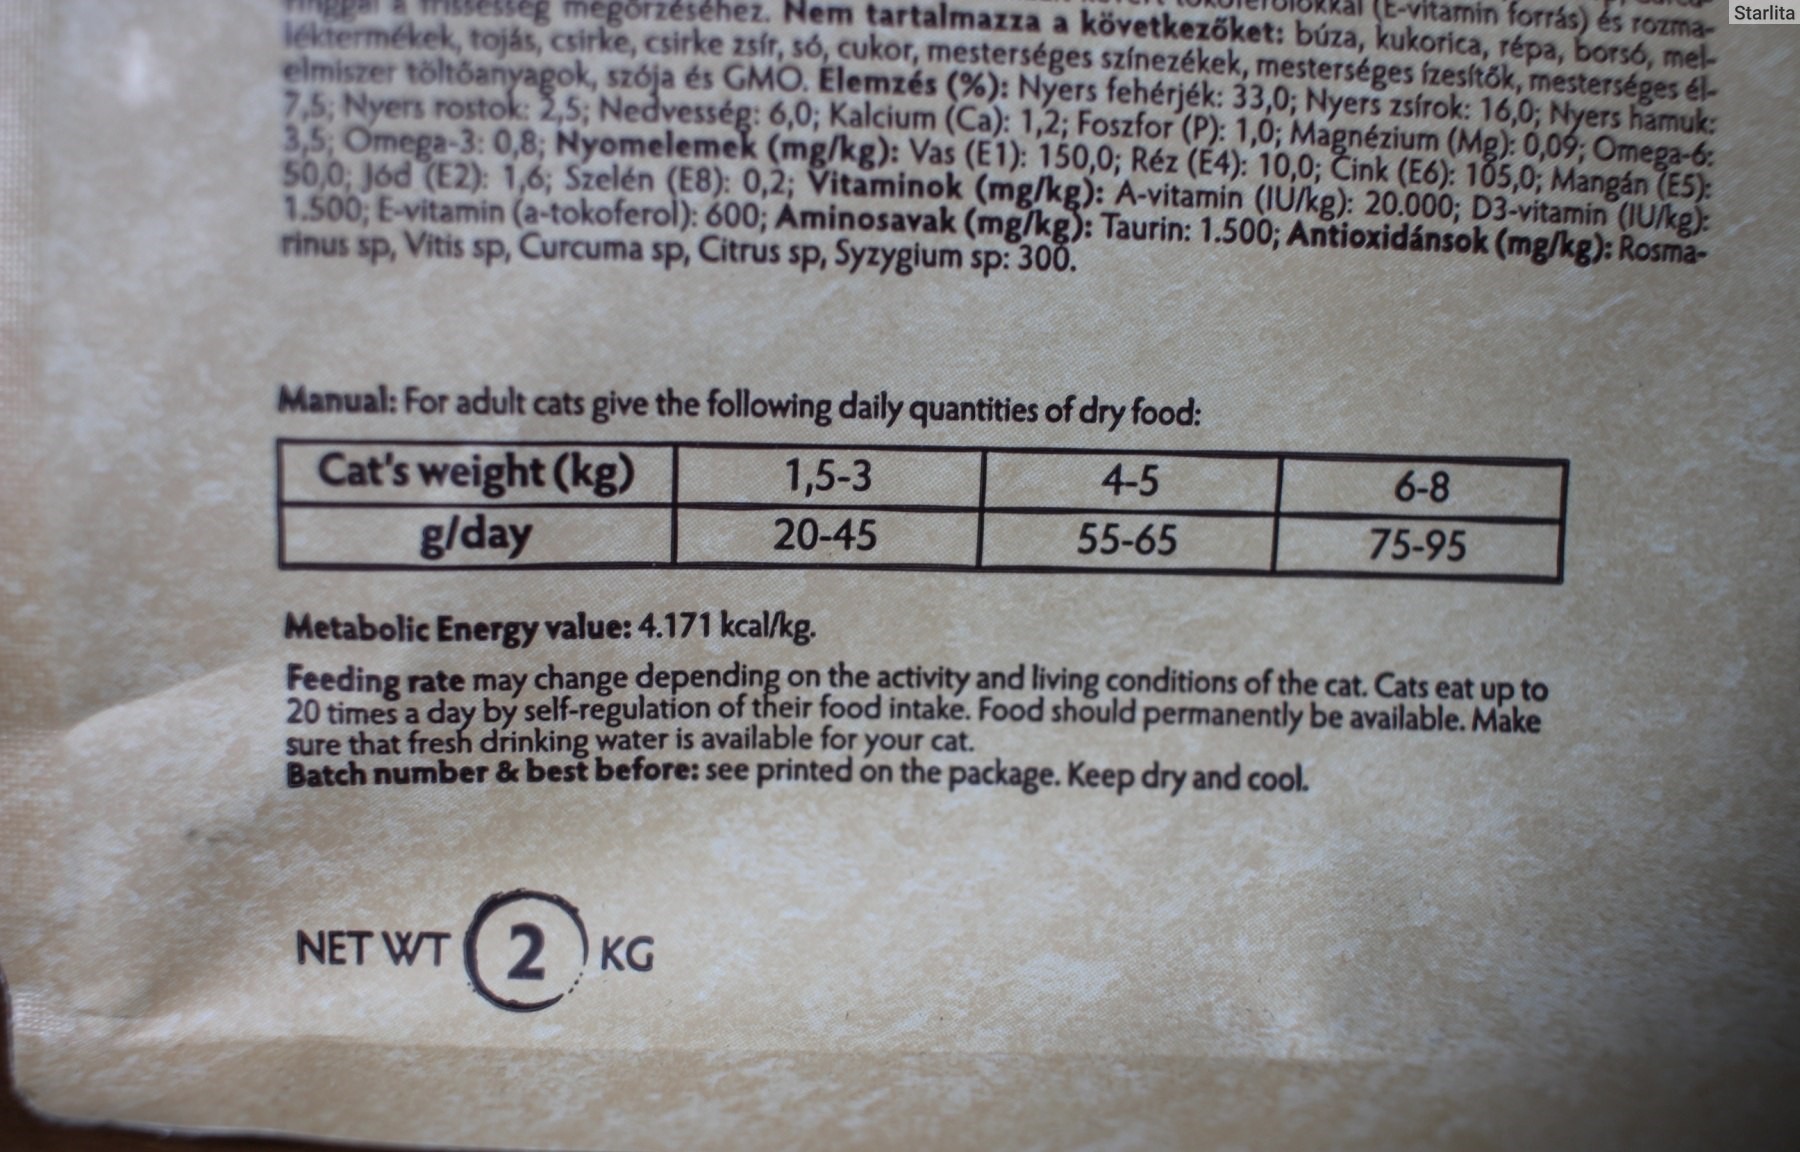 Starlita
megőrzéséhez. Nem tartalmazza a következőket: búza, kukorica, répa, borsó, mel-
léktermékek, tojás, csirke, csirke zsír, só, cukor, mesterséges színezékek, mesterséges ízesítők, mesterséges él-
elmiszer töltőanyagok, szója és GMO. Elemzés (%): Nyers fehérjék: 33,0; Nyers zsírok: 16,0; Nyers hamuk:
7,5; Nyers rostok: 2,5; Nedvesség: 6,0; Kalcium (Ca): 1,2; Foszfor (P): 1,0; Magnézium (Mg): 0,09; Omega-6:
3,5; Omega-3: 0,8; Nyomelemek (mg/kg): Vas (E1): 150,0; Réz (E4): 10,0; Cink (E6): 105,0; Mangán (E5):
50,0; Jód (E2): 1,6; Szelén (E8): 0,2; Vitaminok (mg/kg): A-vitamin (IU/kg): 20.000; D3-vitamin (IU/kg):
1.500; E-vitamin (a-tokoferol): 600; Aminosavak (mg/kg): Taurin: 1.500; Antioxidánsok (mg/kg): Rosma-
rinus sp, Vitis sp, Curcuma sp, Citrus sp, Syzygium sp: 300.
Manual: For adult cats give the following daily quantities of dry food:
Cat's weight (kg) 1,5-3 4-5 6-8
g/day 20-45 55-65 75-95
Metabolic Energy value: 4.171 kcal/kg.
Feeding rate may change depending on the activity and living conditions of the cat. Cats eat up to
20 times a day by self-regulation of their food intake. Food should permanently be available. Make
sure that fresh drinking water is available for your cat.
Batch number & best before: see printed on the package. Keep dry and cool.
NET WT 2 KG